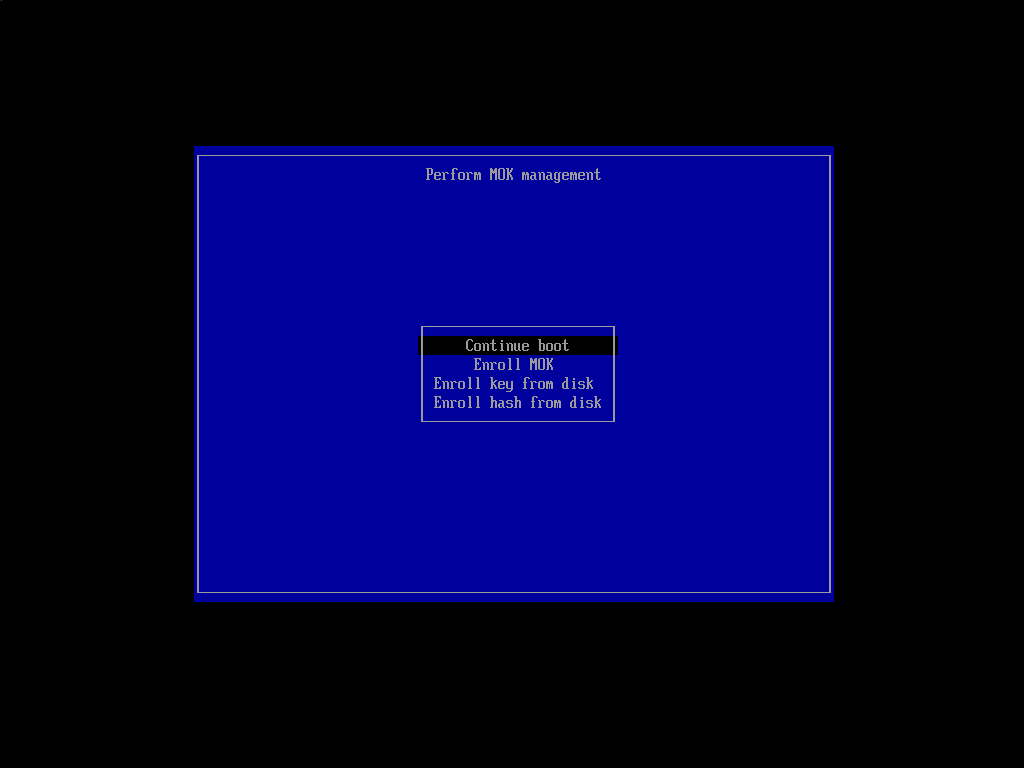 Perform MOK management
Continue boot
Enroll MOK
Enroll key from disk
Enroll hash from disk